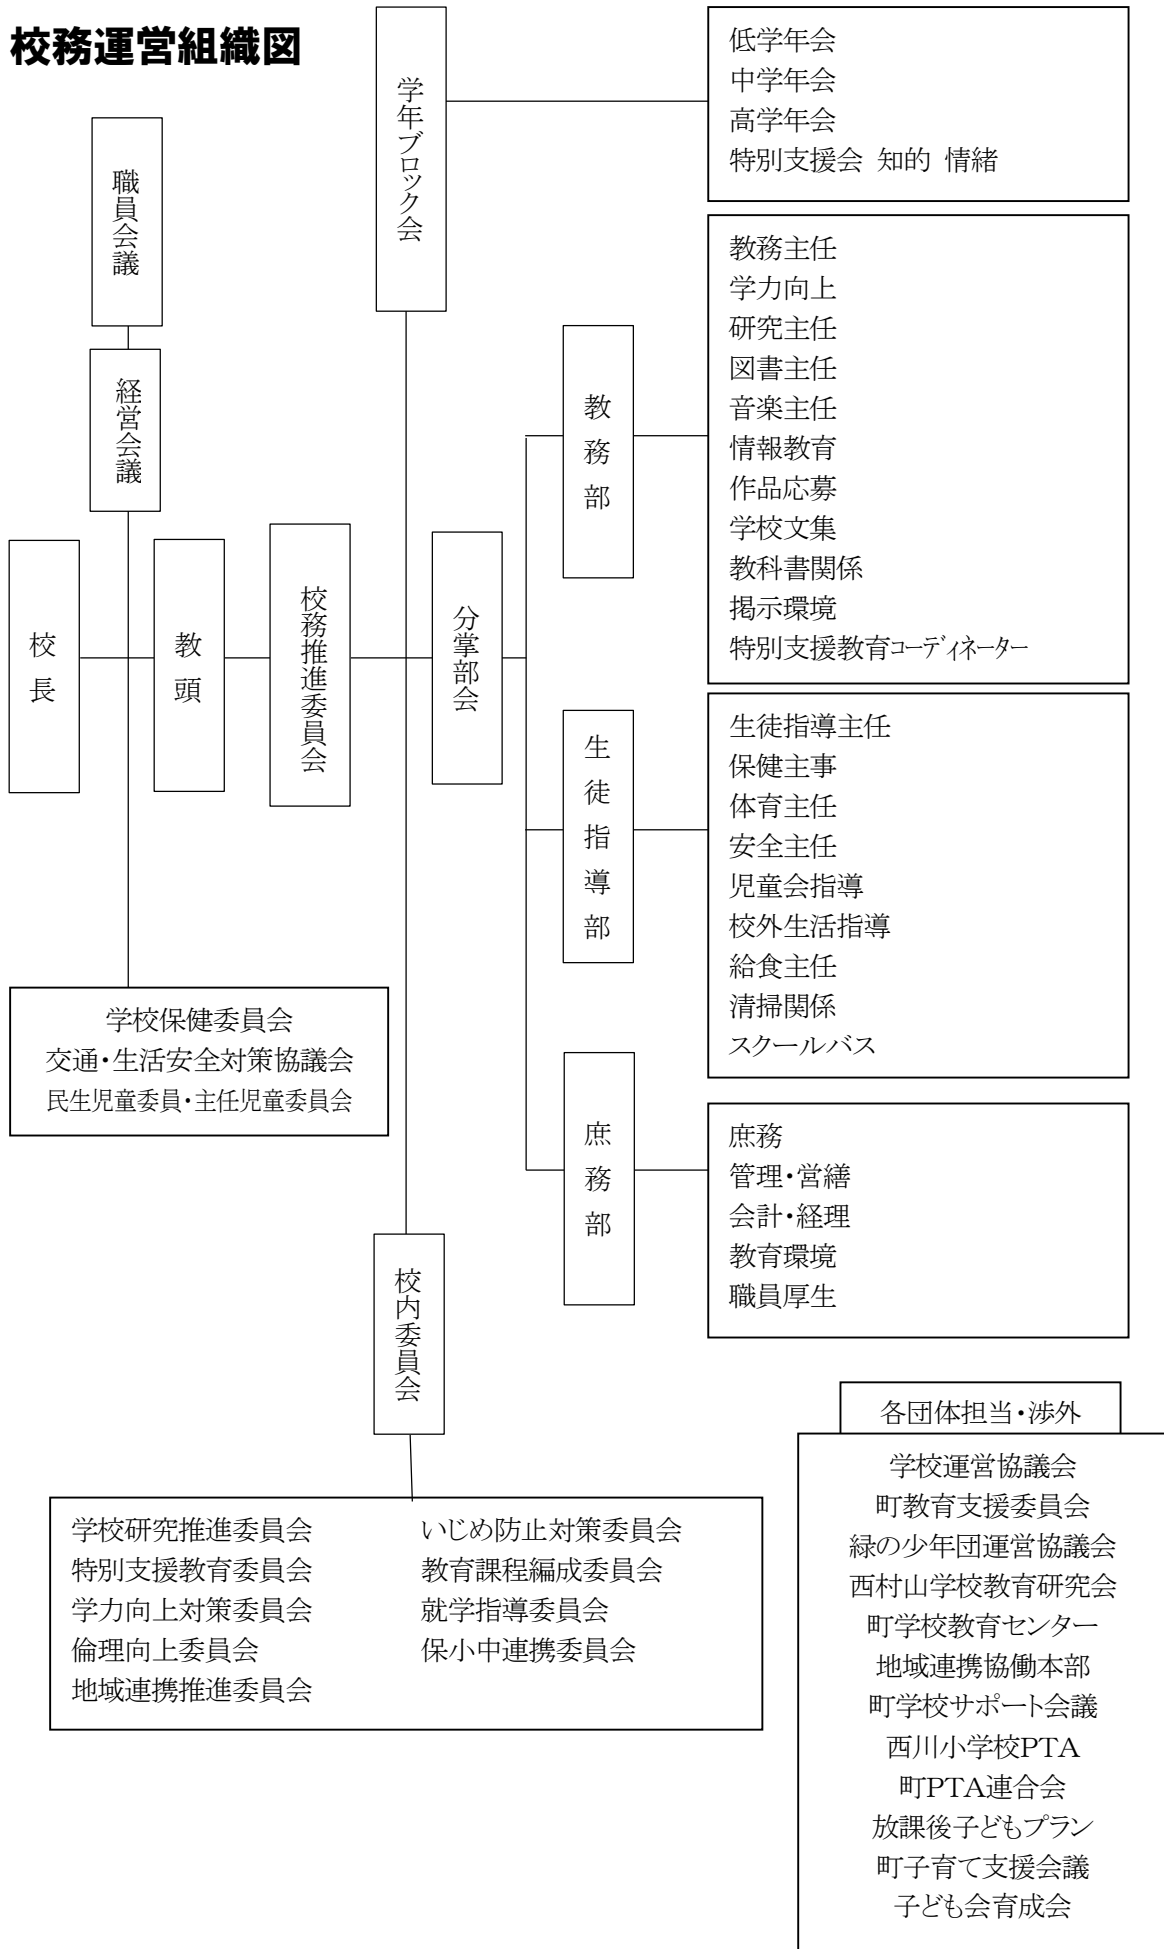 校務運営組織図
職員会議
経営会議
校長
教頭
校務推進委員会
学年ブロック会
低学年会
中学年会
高学年会
特別支援会 知的 情緒
分掌部会
教務部
教務主任
学力向上
研究主任
図書主任
音楽主任
情報教育
作品応募
学校文集
教科書関係
掲示環境
特別支援教育コーディネーター
生徒指導部
生徒指導主任
保健主事
体育主任
安全主任
児童会指導
校外生活指導
給食主任
清掃関係
スクールバス
庶務部
庶務
管理・営繕
会計・経理
教育環境
職員厚生
学校保健委員会
交通・生活安全対策協議会
民生児童委員・主任児童委員会
校内委員会
学校研究推進委員会
特別支援教育委員会
学力向上対策委員会
倫理向上委員会
地域連携推進委員会
いじめ防止対策委員会
教育課程編成委員会
就学指導委員会
保小中連携委員会
各団体担当・渉外
学校運営協議会
町教育支援委員会
緑の少年団運営協議会
西村山学校教育研究会
町学校教育センター
地域連携協働本部
町学校サポート会議
西川小学校PTA
町PTA連合会
放課後子どもプラン
町子育て支援会議
子ども会育成会